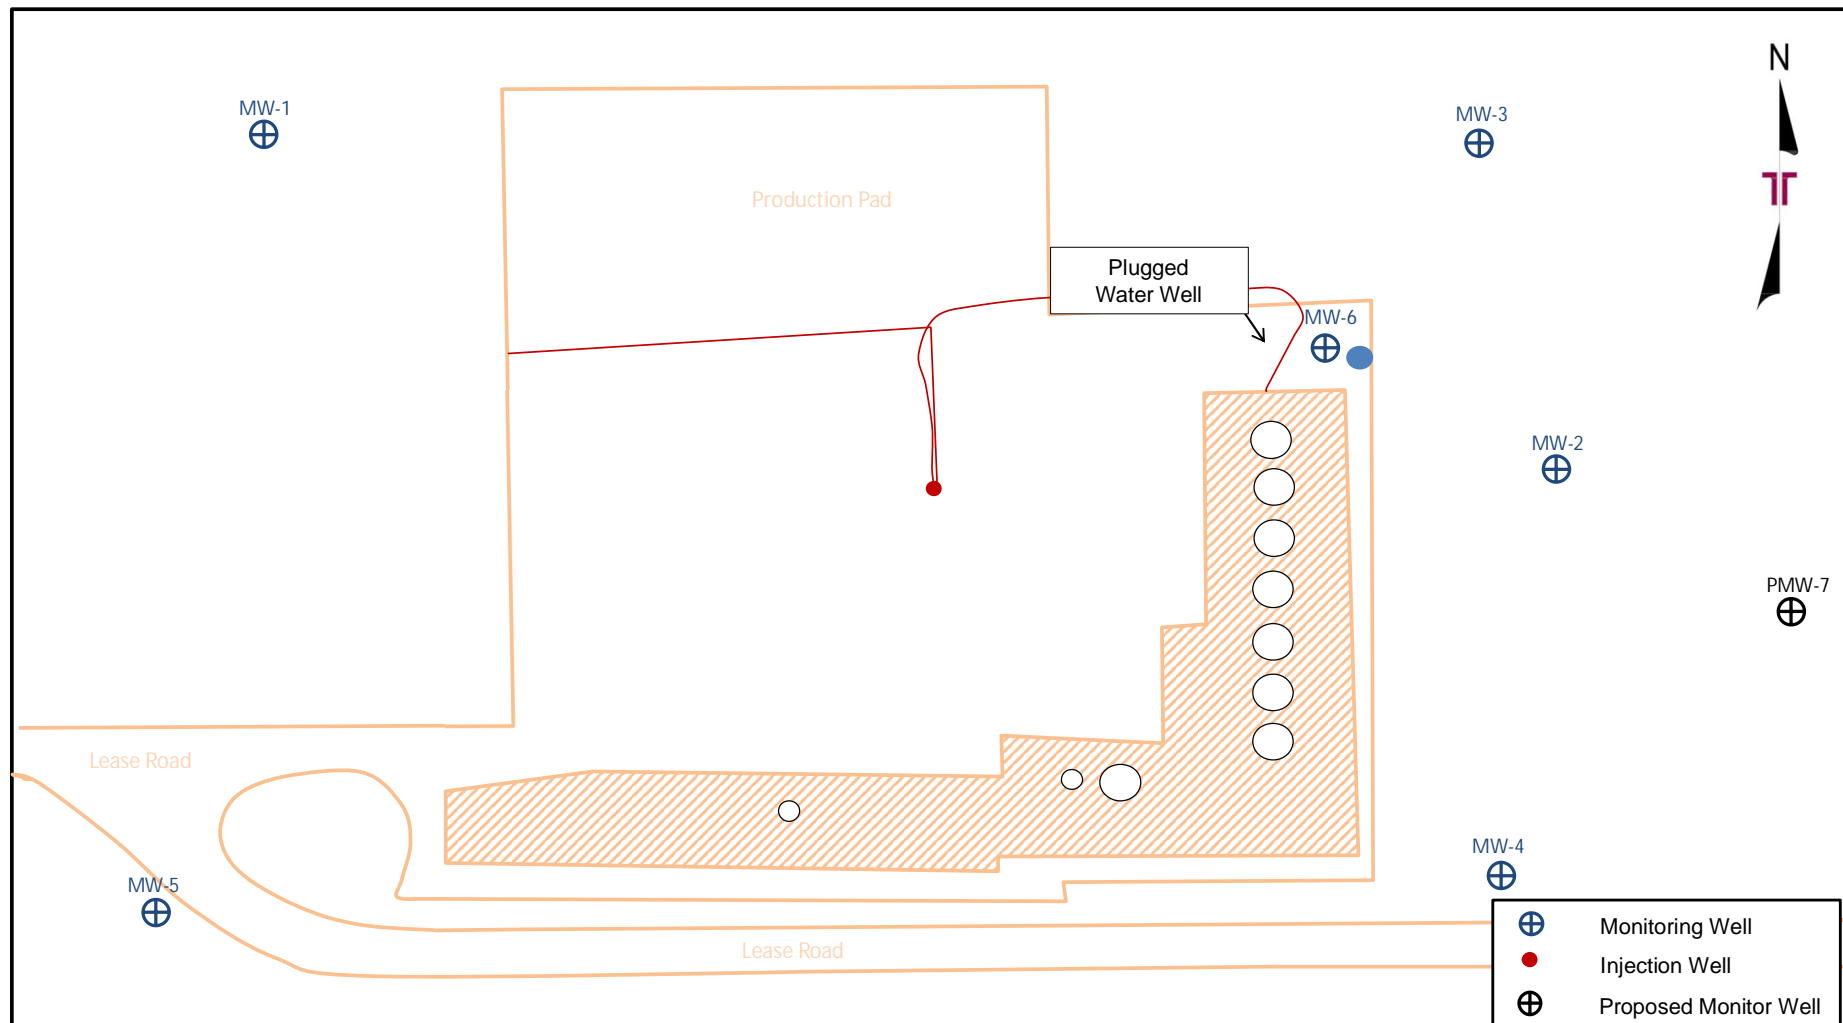 N
MW-1
MW-3
Production Pad
Plugged
Water Well
MW-6
MW-2
PMW-7
Lease Road
MW-4
MW-5
Lease Road
Monitoring Well
Injection Well
Proposed Monitor Well